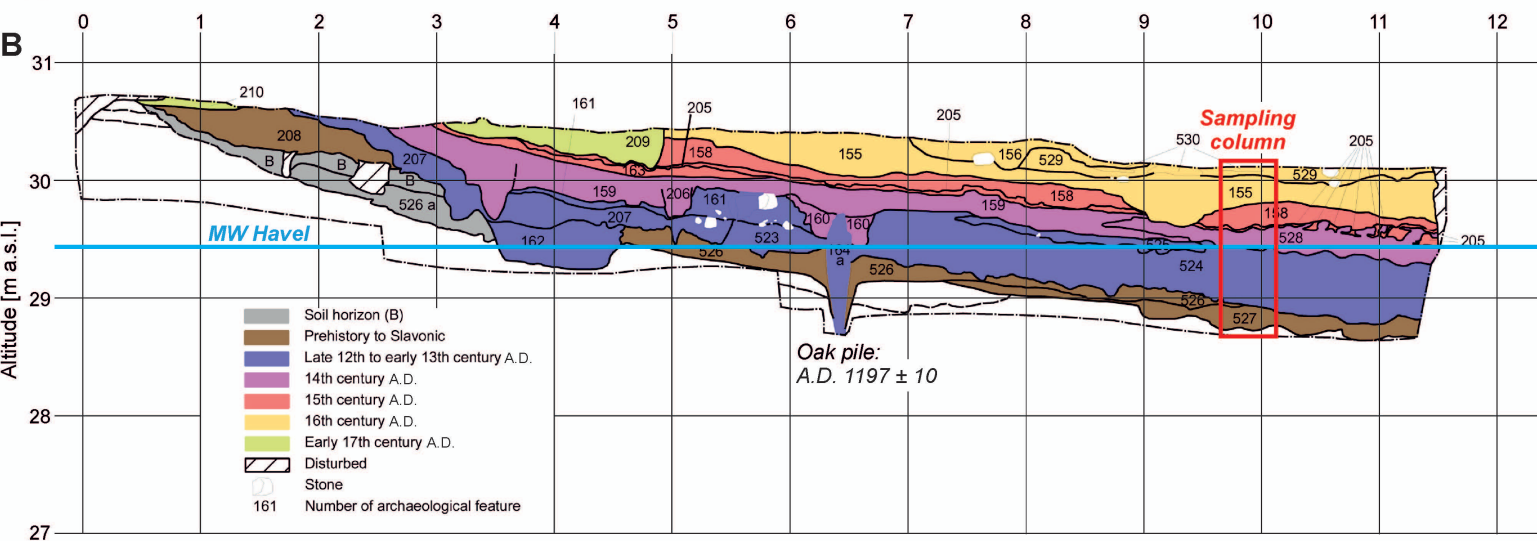 0 1 2 3 4 5 6 7 8 9 10 11 12
B
31
30
29
28
27
Altitude [m a.s.l.]
210
161
205
205
Sampling
column
530
205
208
209
158
155
156
529
529
B
B
207
B
163
159
206
161
158
155
158
526 a
207
160
160
159
528
MW Havel
162
523
525
205
526
164
a
526
524
526
527
Soil horizon (B)
Prehistory to Slavonic
Late 12th to early 13th century A.D.
14th century A.D.
15th century A.D.
16th century A.D.
Early 17th century A.D.
Disturbed
Stone
161 Number of archaeological feature
Oak pile:
A.D. 1197 ± 10